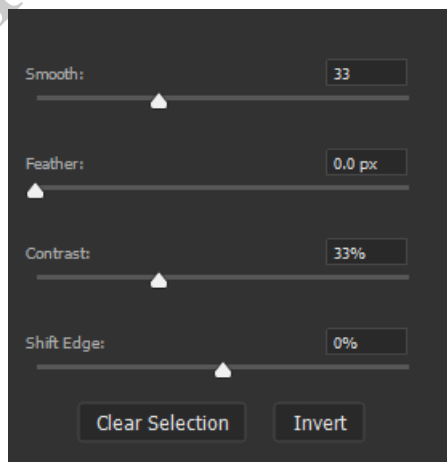 Smooth: 33
Feather: 0.0 px
Contrast: 33%
Shift Edge: 0%
Clear Selection Invert